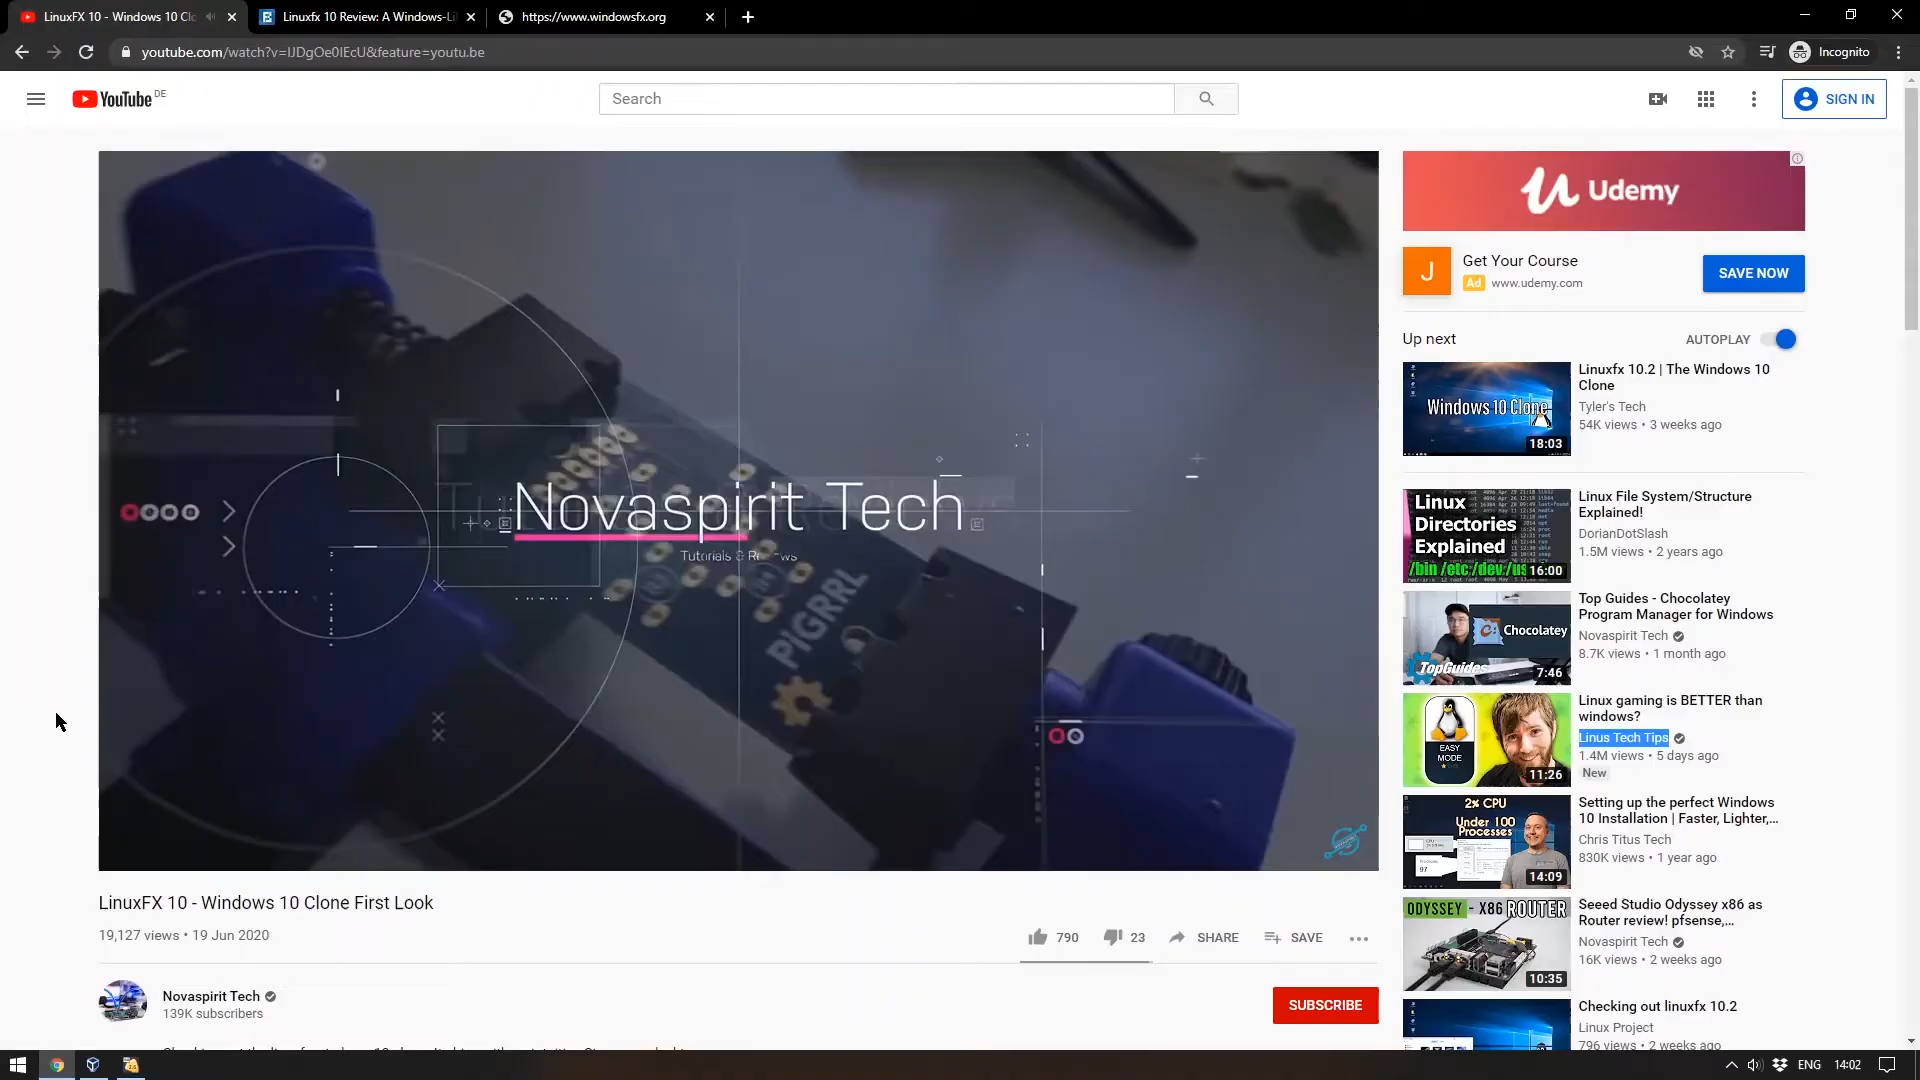 LinuxFX 10 - Windows 10 Clo
Linuxfx 10 Review: A Windows-Li
https://www.windowsfx.org
youtube.com/watch?v=IJDgOe0lEcU&feature=youtu.be
Incognito
YouTube DE
Search
SIGN IN
Novaspirit Tech
Tutorials & Reviews
PIGRRL
Udemy
J
Get Your Course
Ad www.udemy.com
SAVE NOW
Up next
AUTOPLAY
Windows 10 Clone
18:03
Linuxfx 10.2 | The Windows 10
Clone
Tyler's Tech
54K views • 3 weeks ago
Linux
Directories
Explained
/bin /etc /dev /us
16:00
Linux File System/Structure
Explained!
DorianDotSlash
1.5M views • 2 years ago
Chocolatey
TopGuides
7:46
Top Guides - Chocolatey
Program Manager for Windows
Novaspirit Tech
8.7K views • 1 month ago
EASY
MODE
11:26
Linux gaming is BETTER than
windows?
Linus Tech Tips
1.4M views • 5 days ago
New
2% CPU
Under 100
Processes
97
14:09
Setting up the perfect Windows
10 Installation | Faster, Lighter,...
Chris Titus Tech
830K views • 1 year ago
ODYSSEY - X86 ROUTER
10:35
Seeed Studio Odyssey x86 as
Router review! pfsense,...
Novaspirit Tech
16K views • 2 weeks ago
Checking out linuxfx 10.2
Linux Project
796 views • 2 weeks ago
LinuxFX 10 - Windows 10 Clone First Look
19,127 views • 19 Jun 2020
790
23
SHARE
SAVE
Novaspirit Tech
139K subscribers
SUBSCRIBE
ENG
14:02